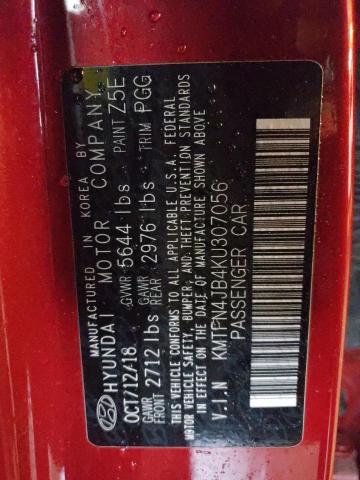 MANUFACTURED IN KOREA BY
HYUNDAI MOTOR COMPANY
OCT/12/18 GVWR 5644 lbs PAINT Z5E
GAWR FRONT 2712 lbs GAWR REAR 2976 lbs TRIM PGG
THIS VEHICLE CONFORMS TO ALL APPLICABLE U.S.A. FEDERAL
MOTOR VEHICLE SAFETY, BUMPER, AND THEFT PREVENTION STANDARDS
IN EFFECT ON THE DATE OF MANUFACTURE SHOWN ABOVE
V.I.N KMTFN4JB4KU307056
PASSENGER CAR